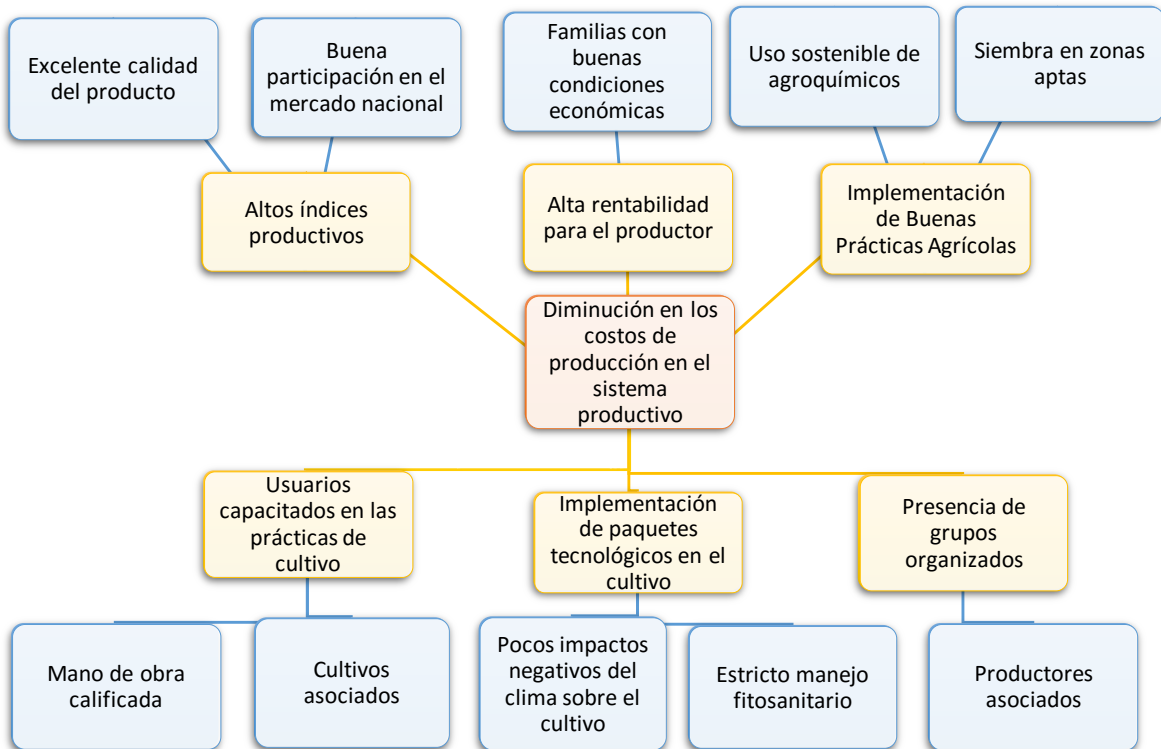 Excelente calidad
del producto
Buena
participación en el
mercado nacional
Familias con
buenas
condiciones
económicas
Uso sostenible de
agroquímicos
Siembra en zonas
aptas
Altos índices
productivos
Alta rentabilidad
para el productor
Implementación
de Buenas
Prácticas Agrícolas
Diminución en los
costos de
producción en el
sistema
productivo
Usuarios
capacitados en las
prácticas de
cultivo
Implementación
de paquetes
tecnológicos en el
cultivo
Presencia de
grupos
organizados
Mano de obra
calificada
Cultivos
asociados
Pocos impactos
negativos del
clima sobre el
cultivo
Estricto manejo
fitosanitario
Productores
asociados